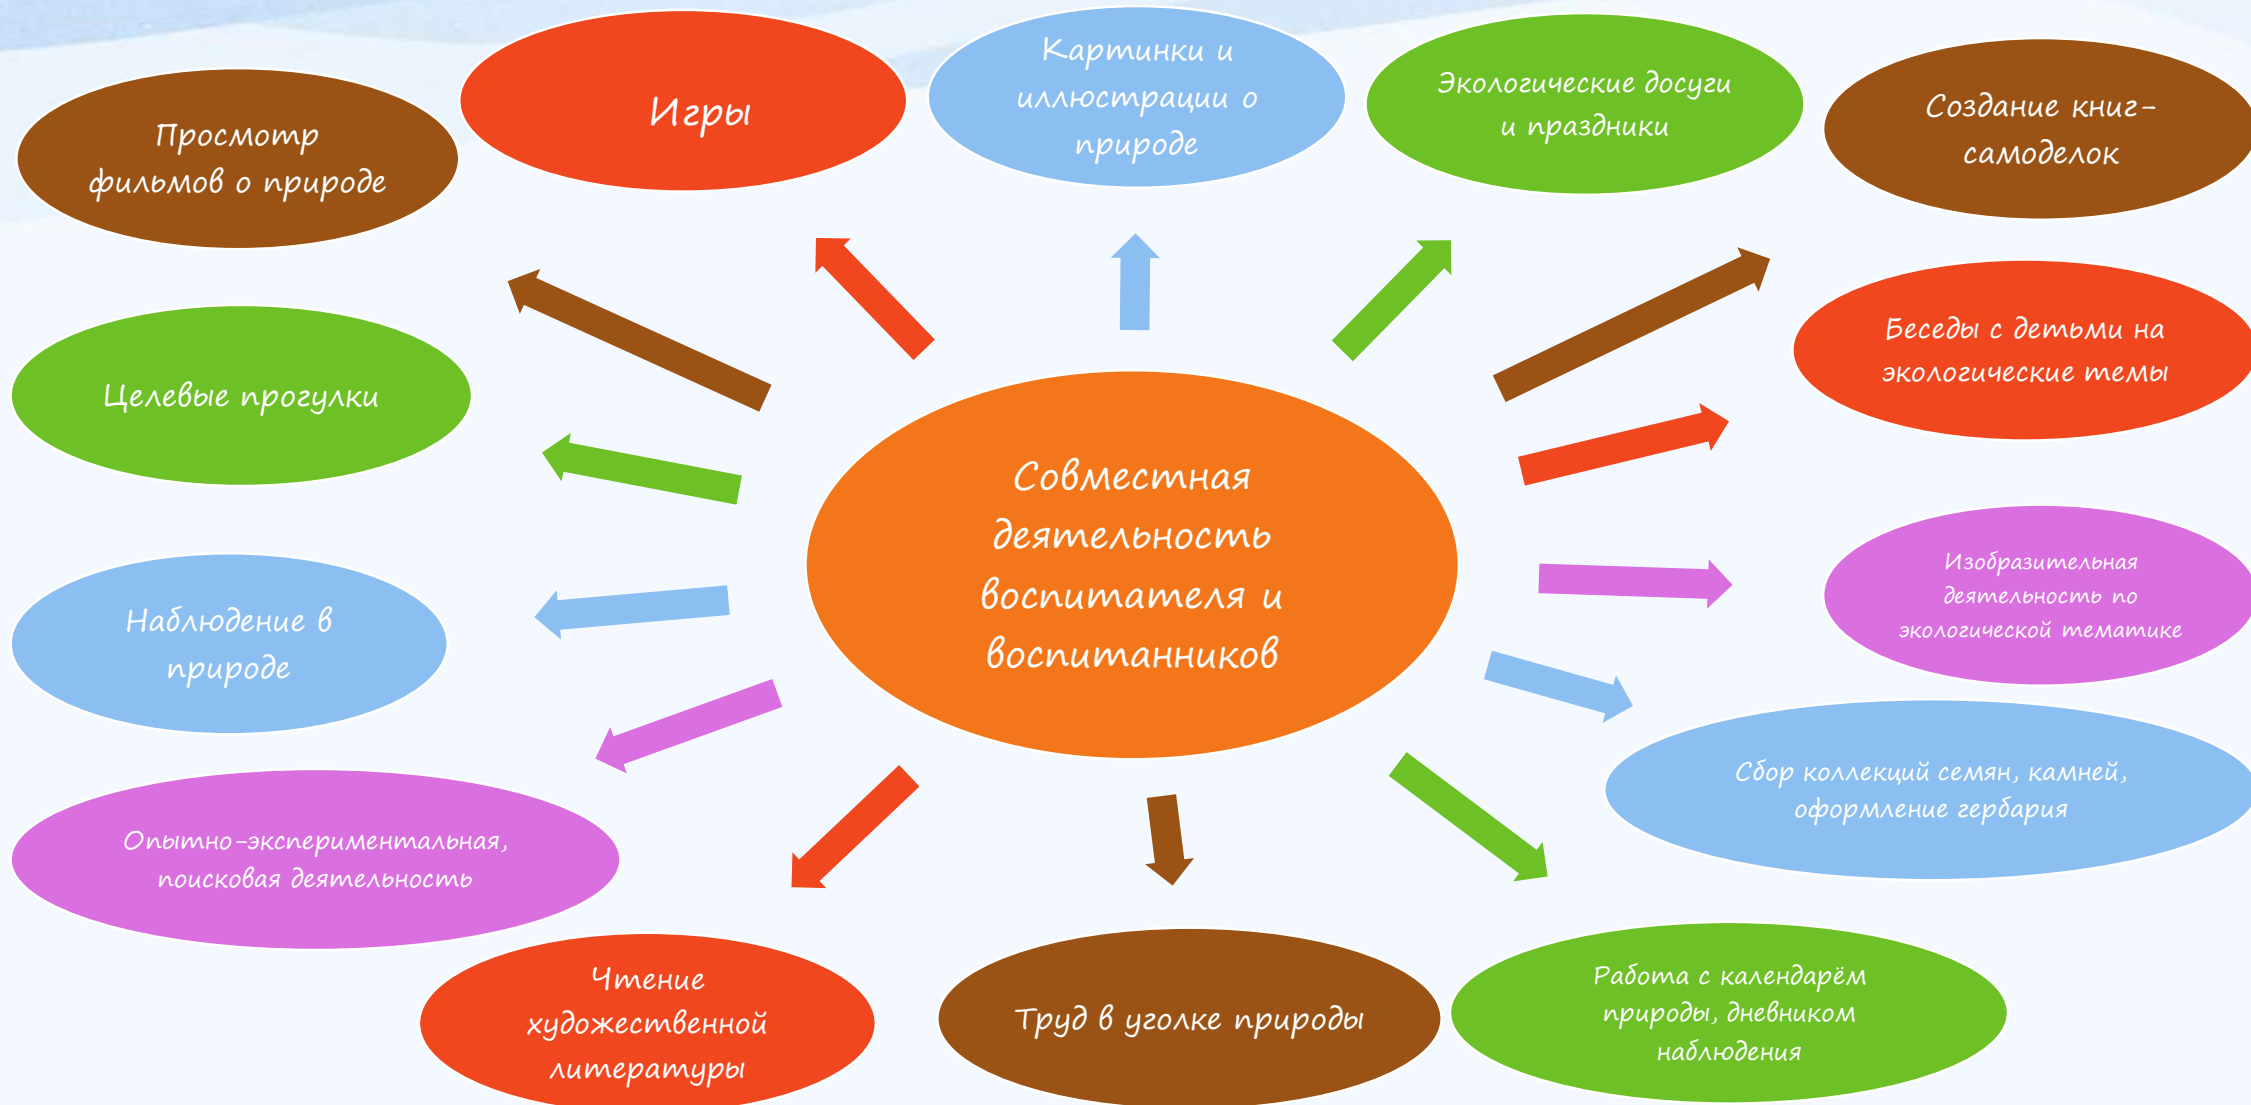 Просмотр
фильмов о природе
Игры
Картинки и
иллюстрации о
природе
Экологические досуги
и праздники
Создание книг-
самоделок
Целевые прогулки
Беседы с детьми на
экологические темы
Совместная
деятельность
воспитателя и
воспитанников
Наблюдение в
природе
Изобразительная
деятельность по
экологической тематике
Опытно-экспериментальная,
поисковая деятельность
Сбор коллекций семян, камней,
оформление гербария
Чтение
художественной
литературы
Труд в уголке природы
Работа с календарём
природы, дневником
наблюдения